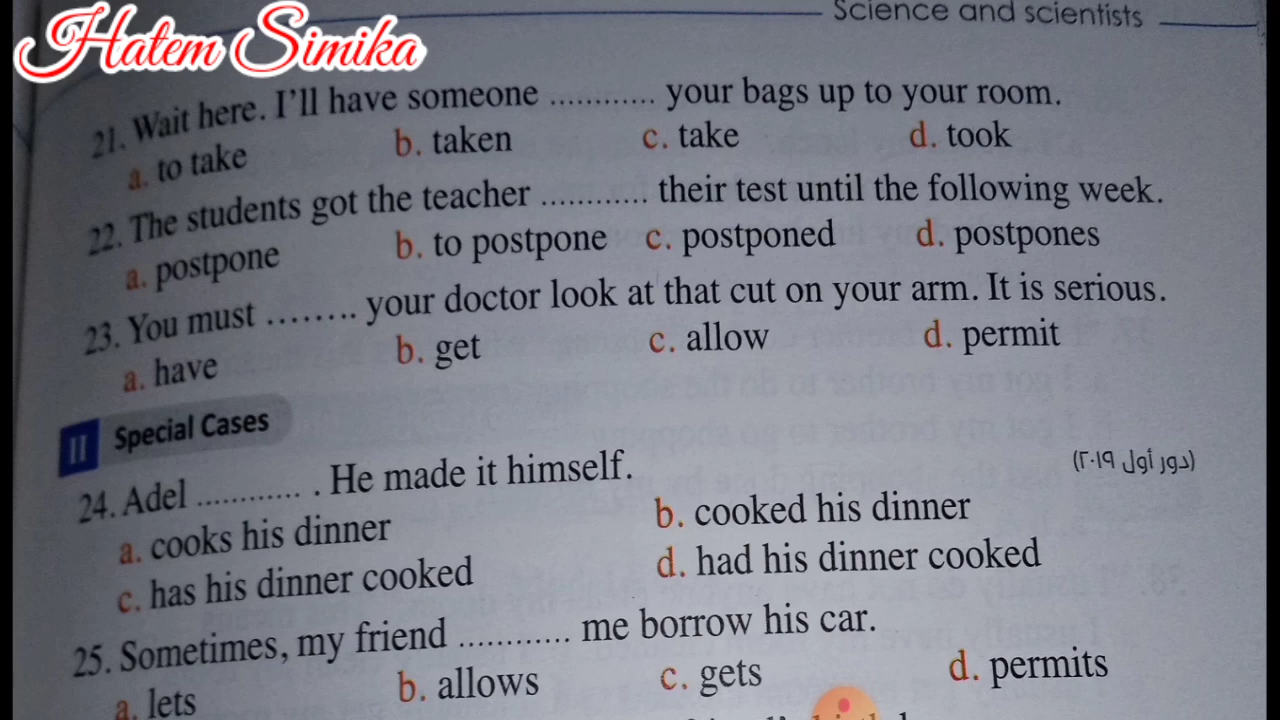 Hatem Simika
Science and scientists
21. Wait here. I'll have someone ............ your bags up to your room.
a. to take b. taken c. take d. took
22. The students got the teacher ............ their test until the following week.
a. postpone b. to postpone c. postponed d. postpones
23. You must ........ your doctor look at that cut on your arm. It is serious.
a. have b. get c. allow d. permit
II Special Cases
24. Adel ............ . He made it himself. (دور أول ٢٠١٩)
a. cooks his dinner b. cooked his dinner
c. has his dinner cooked d. had his dinner cooked
25. Sometimes, my friend ............ me borrow his car.
a. lets b. allows c. gets d. permits